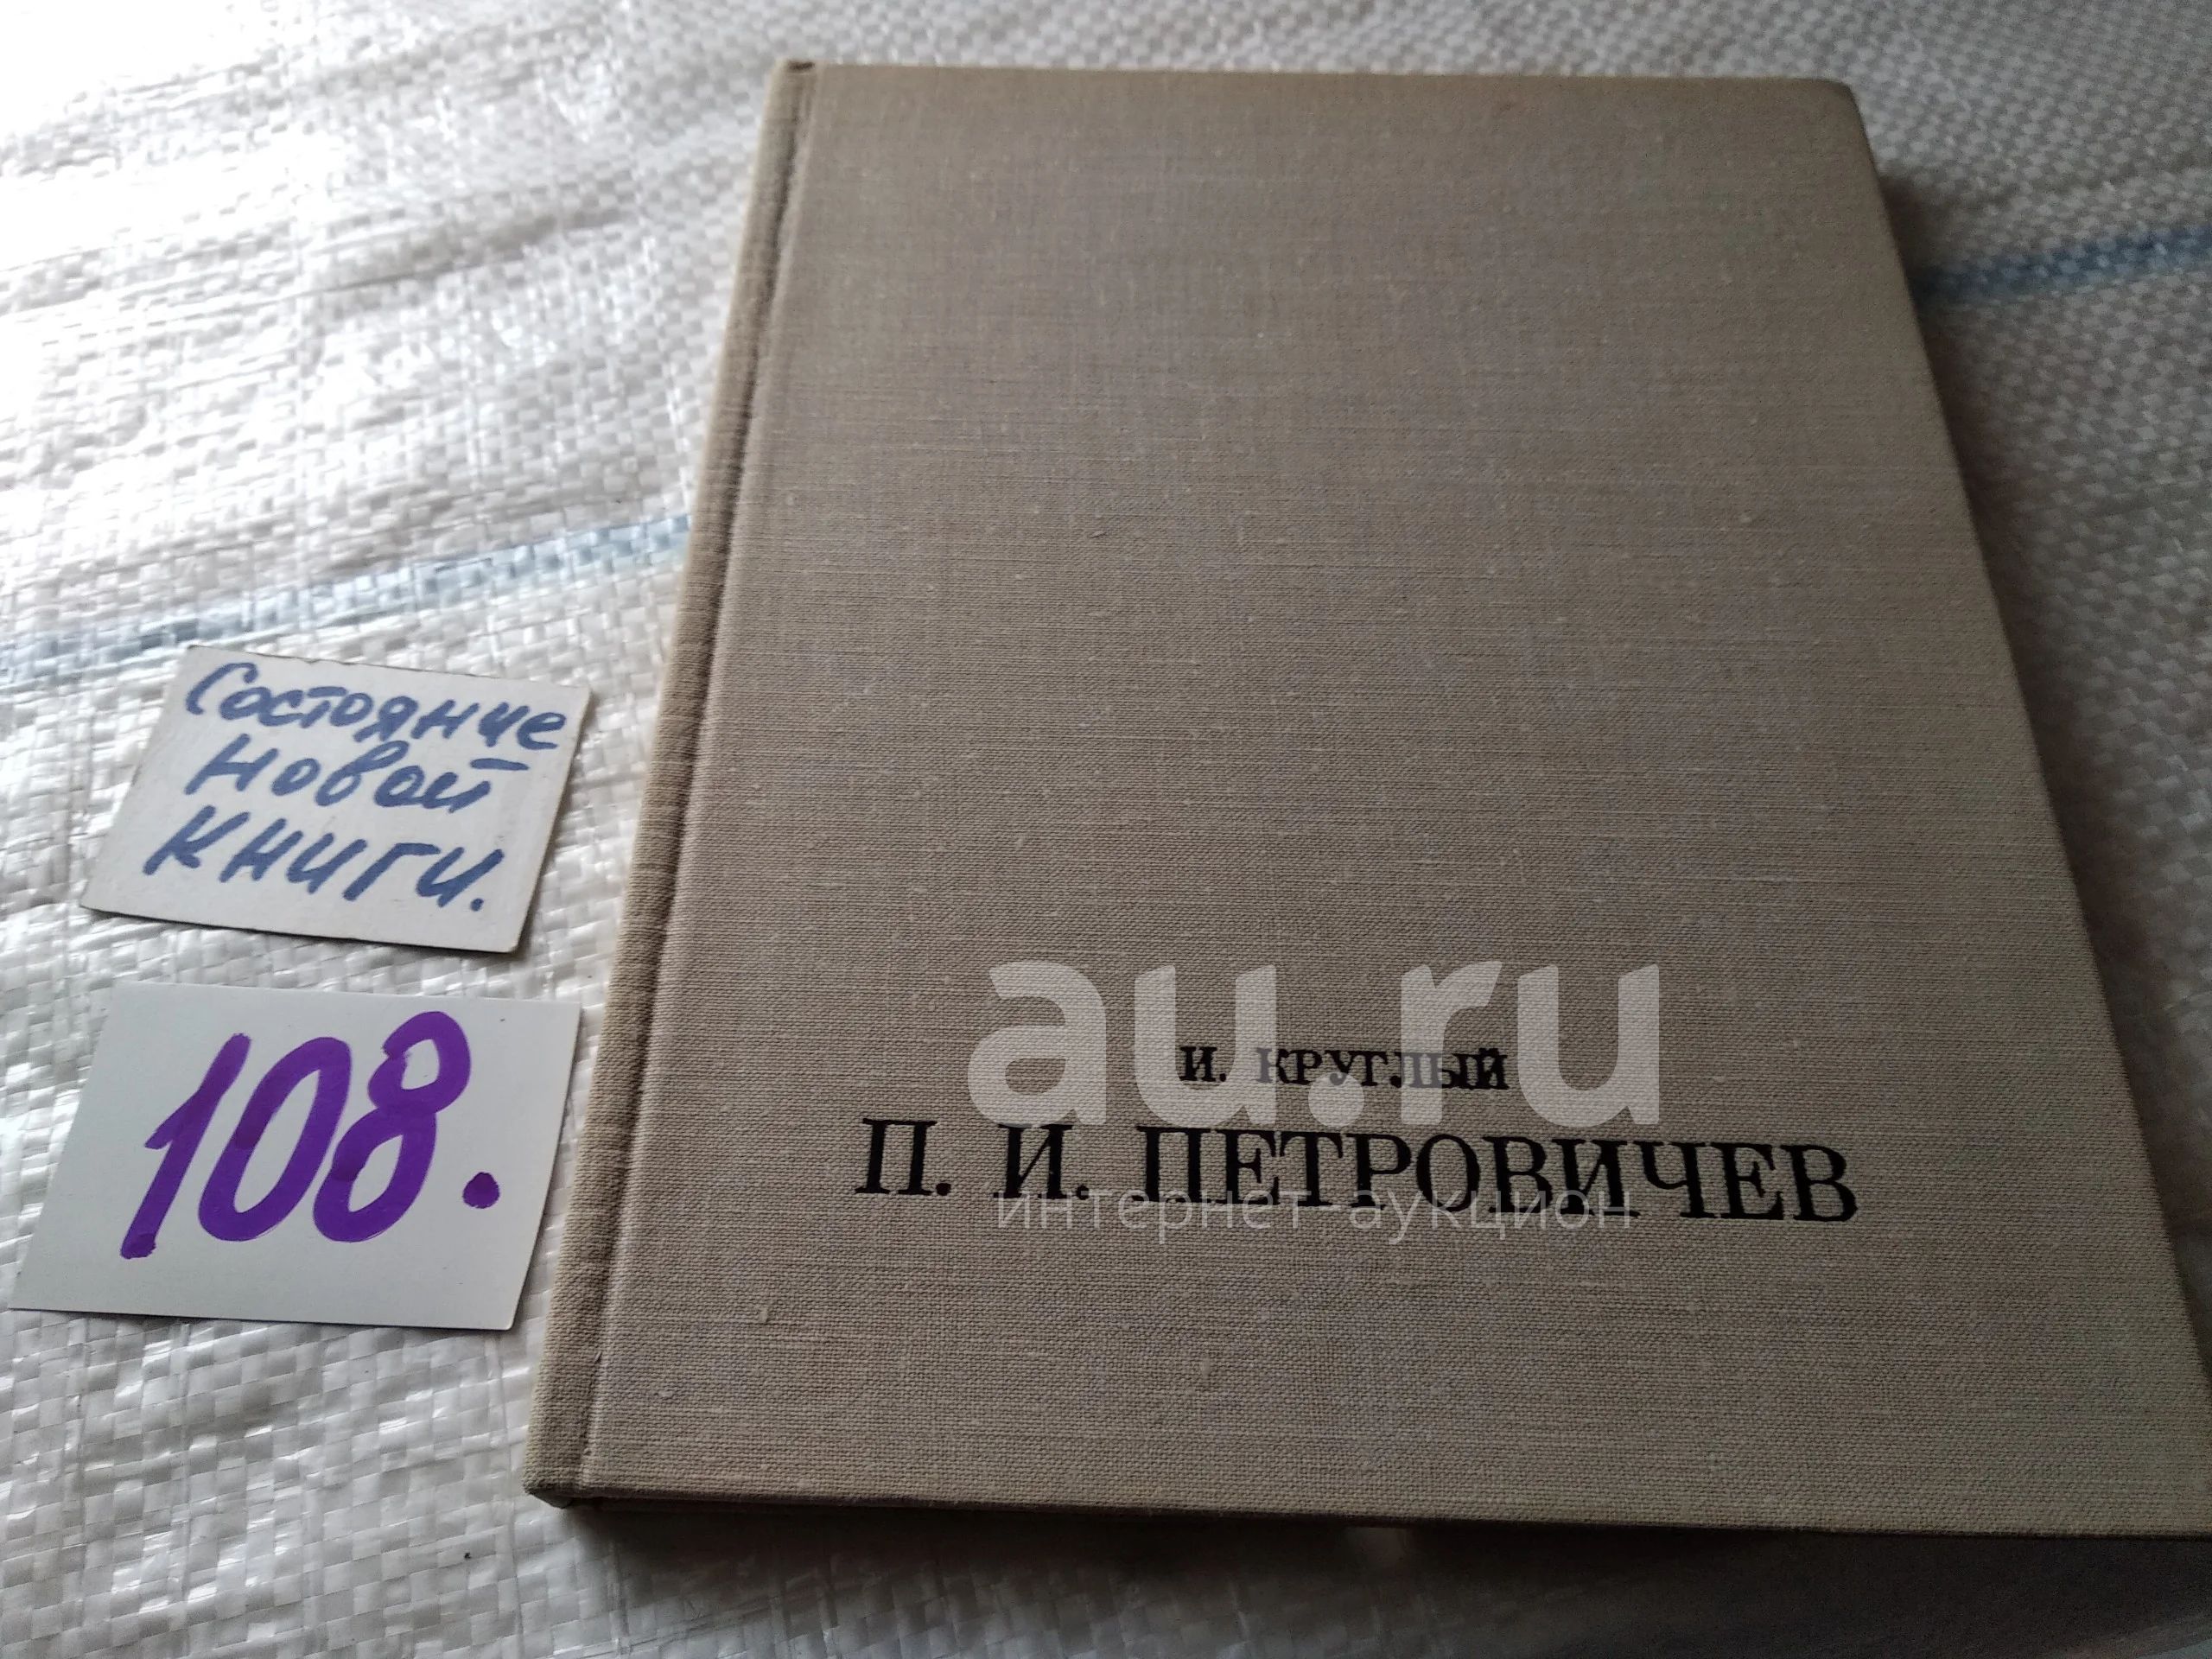 Состояние
новой
книги.
108.
au.ru
И. КРУГЛЫЙ
П. И. ПЕТРОВИЧЕВ
интернет-аукцион